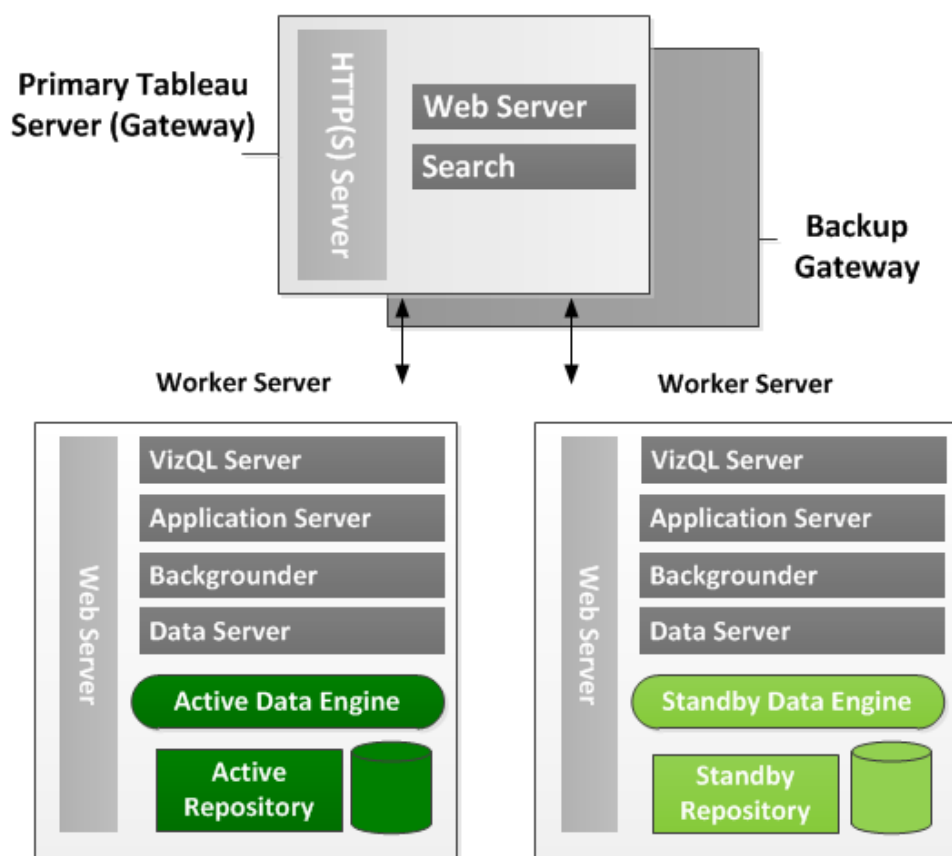 Primary Tableau
Server (Gateway)
HTTP(S) Server
Web Server
Search
Backup
Gateway
Worker Server
Web Server
VizQL Server
Application Server
Backgrounder
Data Server
Active Data Engine
Active
Repository
Worker Server
Web Server
VizQL Server
Application Server
Backgrounder
Data Server
Standby Data Engine
Standby
Repository